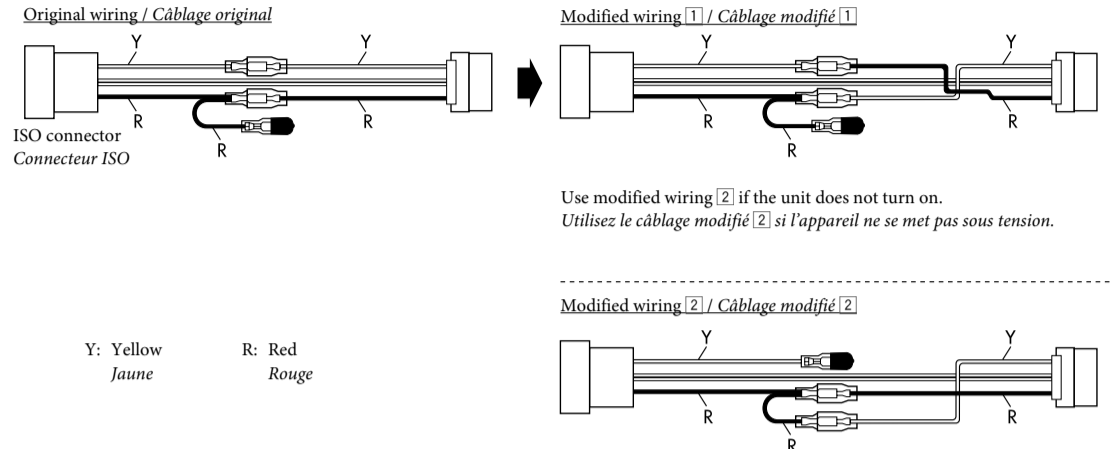 Original wiring / Câblage original
Y
Y
R
R
R
ISO connector
Connecteur ISO
Modified wiring 1 / Câblage modifié 1
Y
Y
R
R
R
Use modified wiring 2 if the unit does not turn on.
Utilisez le câblage modifié 2 si l'appareil ne se met pas sous tension.
Modified wiring 2 / Câblage modifié 2
Y
Y
R
R
R
Y: Yellow
Jaune
R: Red
Rouge